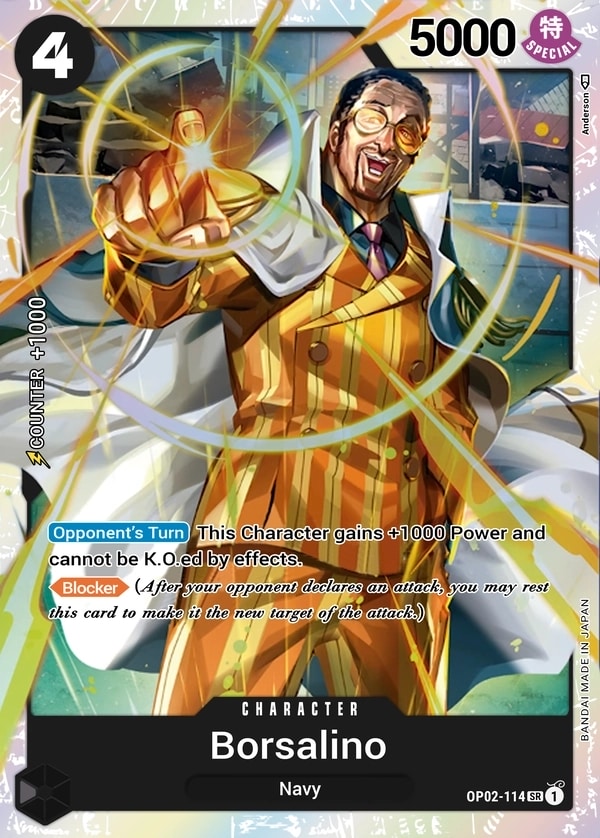 4
5000
特
SPECIAL
Anderson
COUNTER +1000
Opponent's Turn This Character gains +1000 Power and
cannot be K.O.ed by effects.
Blocker (After your opponent declares an attack, you may rest
this card to make it the new target of the attack.)
BANDAI MADE IN JAPAN
CHARACTER
Borsalino
Navy
OP02-114 SR 1